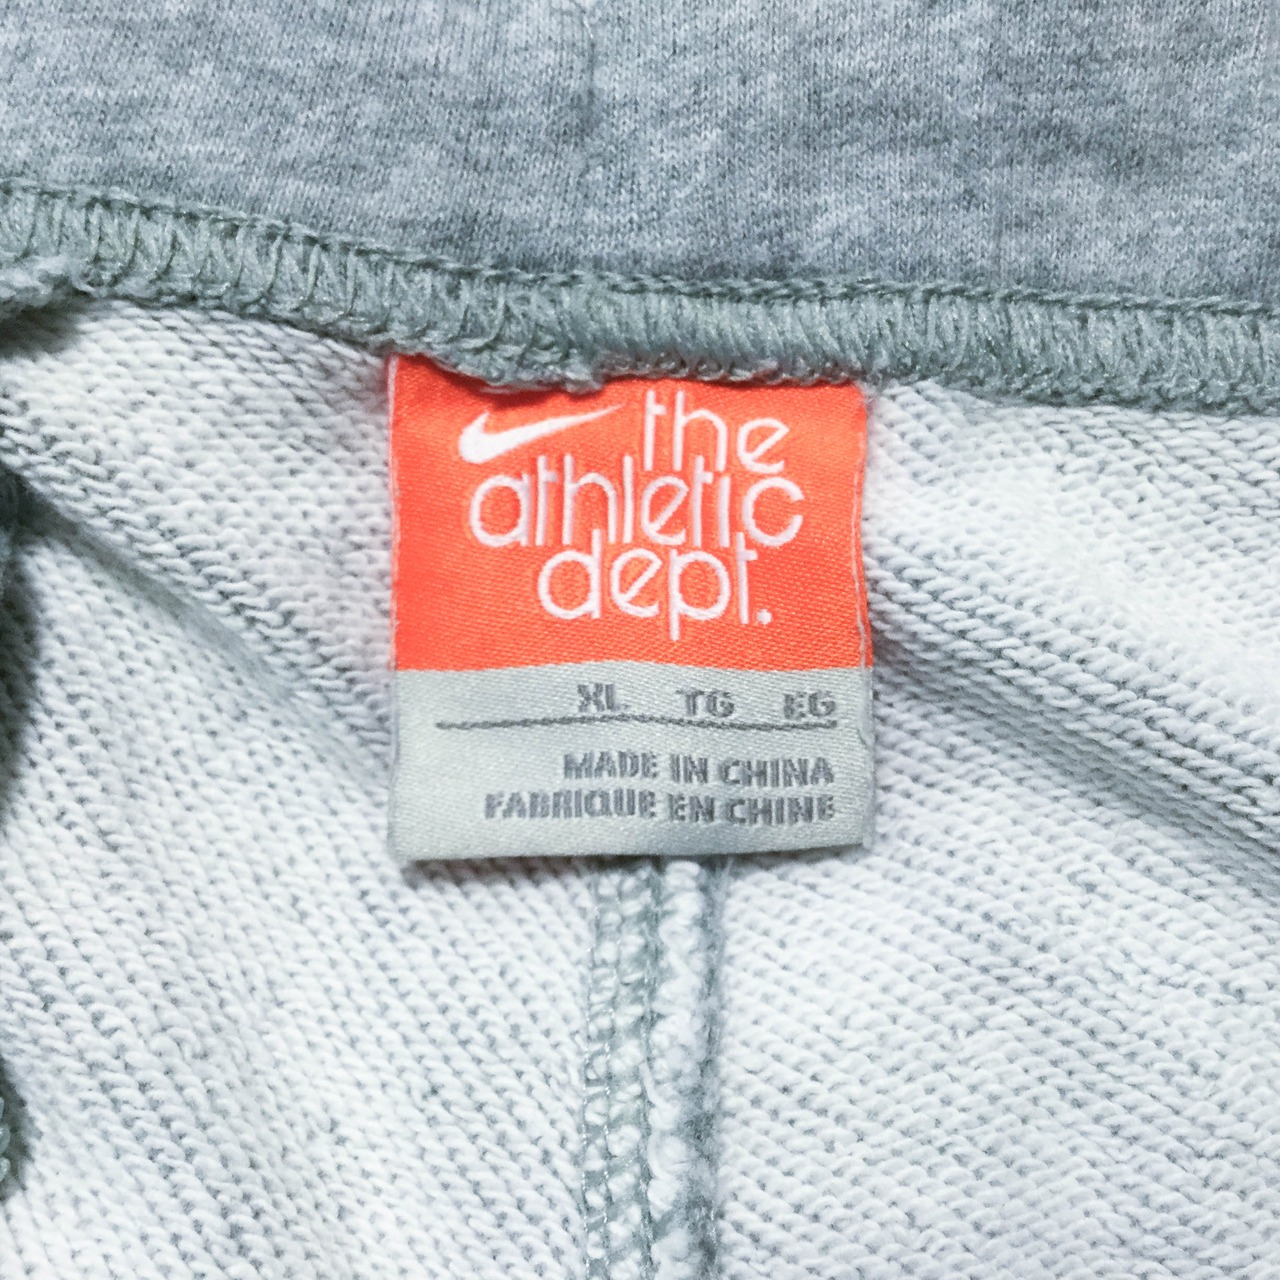 the
athletic
dept.
XL TG EG
MADE IN CHINA
FABRIQUE EN CHINE